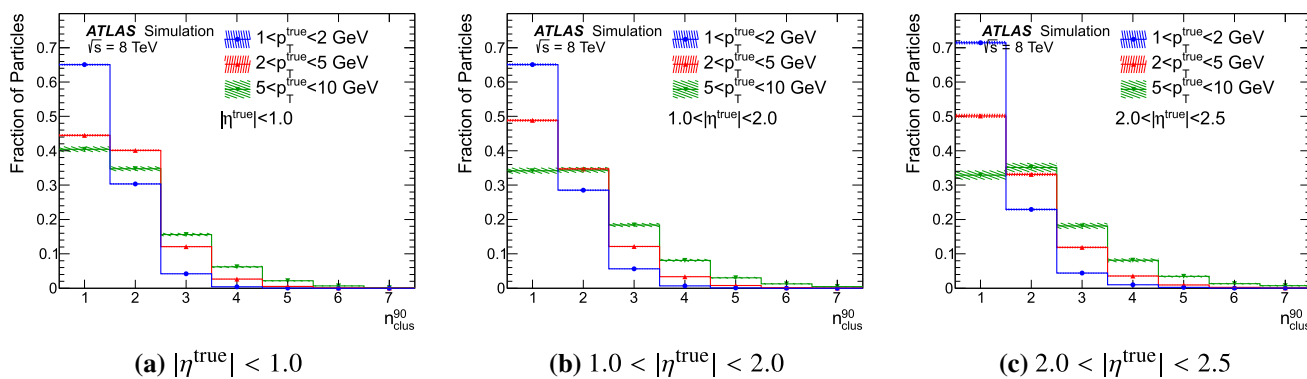 Fraction of Particles
0.7
0.6
0.5
0.4
0.3
0.2
0.1
0
ATLAS Simulation
√s = 8 TeV
1<p_T^true<2 GeV
2<p_T^true<5 GeV
5<p_T^true<10 GeV
|η^true|<1.0
1 2 3 4 5 6 7
n_clus^90
(a) |η^true| < 1.0
Fraction of Particles
0.7
0.6
0.5
0.4
0.3
0.2
0.1
0
ATLAS Simulation
√s = 8 TeV
1<p_T^true<2 GeV
2<p_T^true<5 GeV
5<p_T^true<10 GeV
1.0<|η^true|<2.0
1 2 3 4 5 6 7
n_clus^90
(b) 1.0 < |η^true| < 2.0
Fraction of Particles
0.7
0.6
0.5
0.4
0.3
0.2
0.1
0
ATLAS Simulation
√s = 8 TeV
1<p_T^true<2 GeV
2<p_T^true<5 GeV
5<p_T^true<10 GeV
2.0<|η^true|<2.5
1 2 3 4 5 6 7
n_clus^90
(c) 2.0 < |η^true| < 2.5